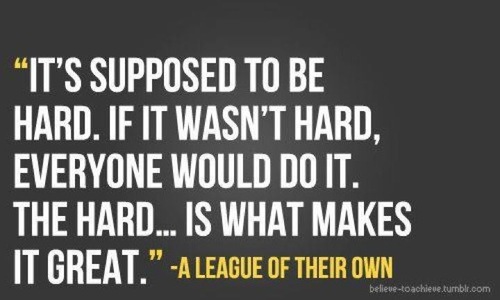 “IT’S SUPPOSED TO BE
HARD. IF IT WASN’T HARD,
EVERYONE WOULD DO IT.
THE HARD... IS WHAT MAKES
IT GREAT.” -A LEAGUE OF THEIR OWN
believe-toachieve.tumblr.com